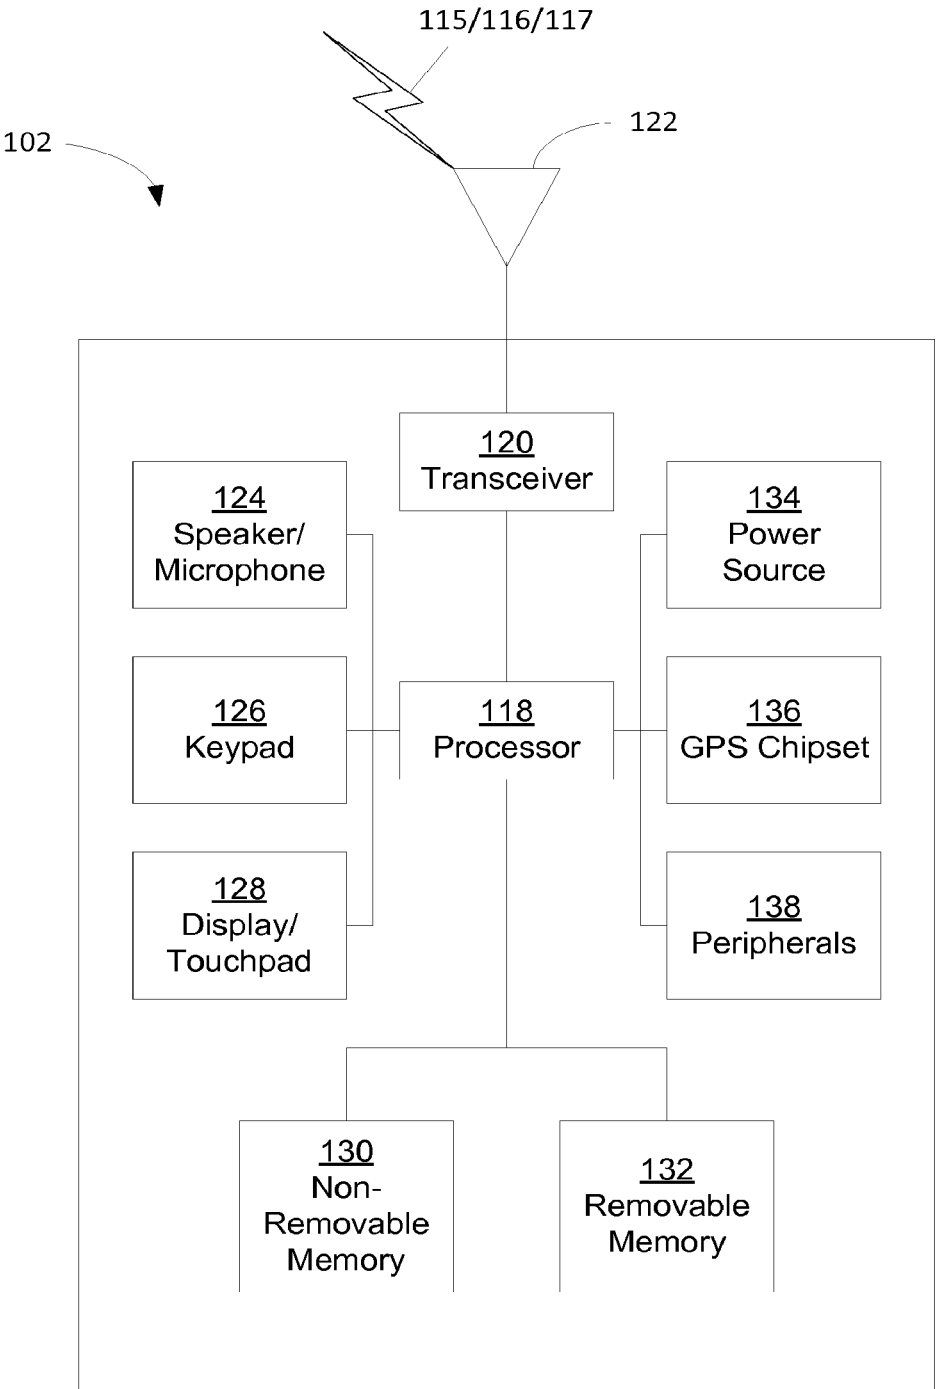 115/116/117
122
102
120
Transceiver
124
Speaker/
Microphone
134
Power
Source
126
Keypad
118
Processor
136
GPS Chipset
128
Display/
Touchpad
138
Peripherals
130
Non-
Removable
Memory
132
Removable
Memory